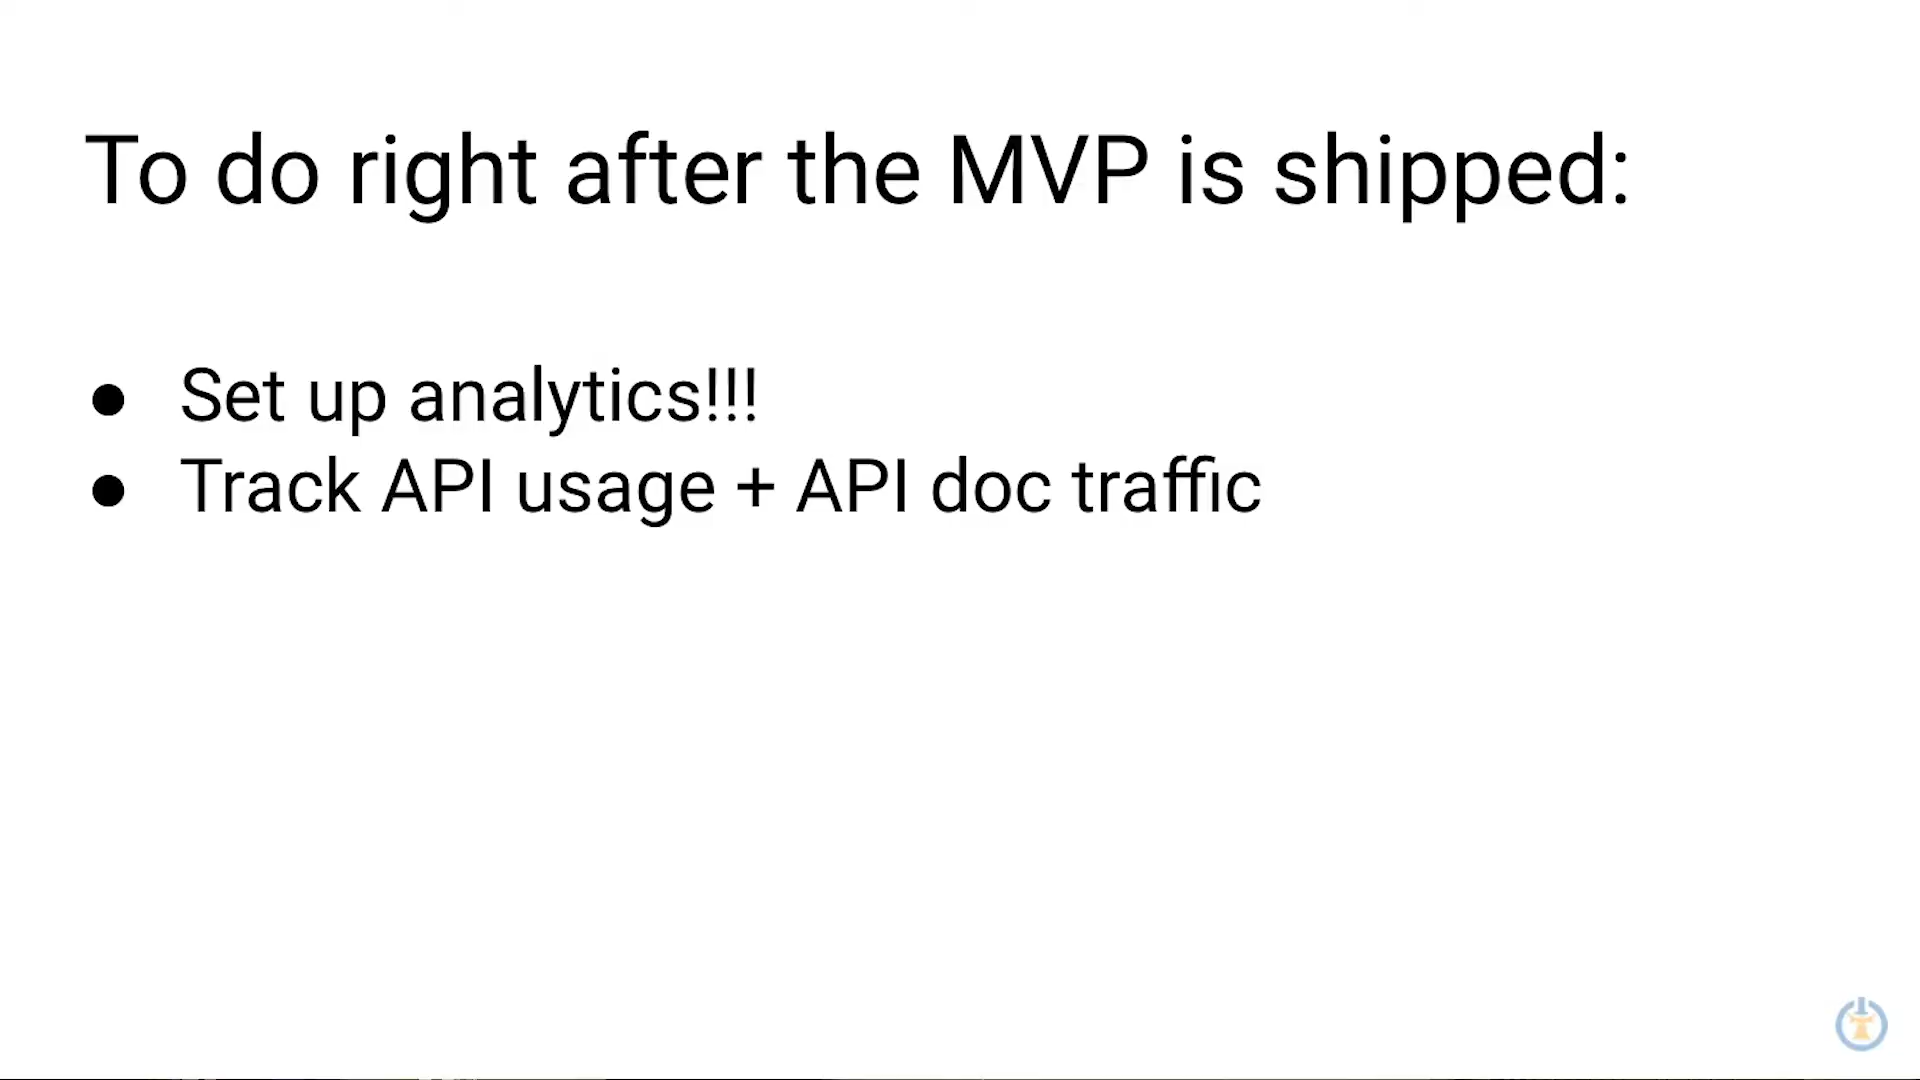 To do right after the MVP is shipped:
● Set up analytics!!!
● Track API usage + API doc traffic